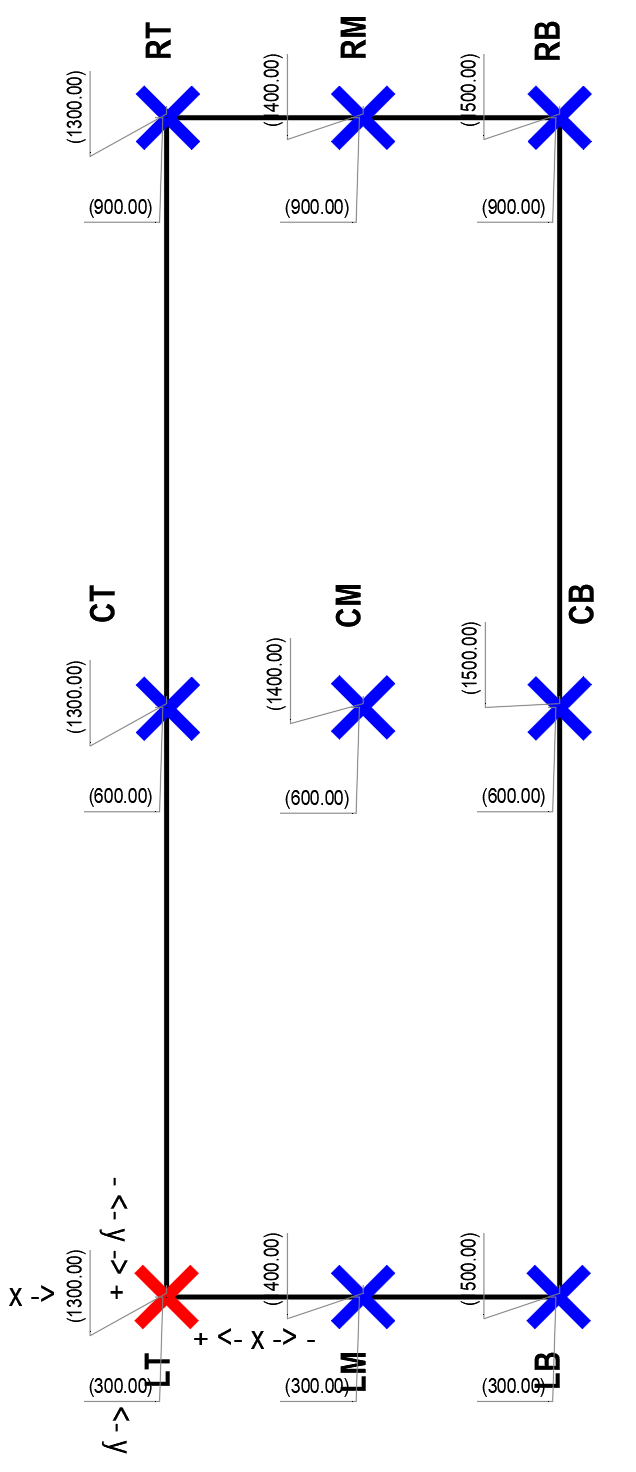 RT
RM
RB
(1300.00)
(1400.00)
(1500.00)
(900.00)
(900.00)
(900.00)
CT
CM
CB
(1300.00)
(1400.00)
(1500.00)
(600.00)
(600.00)
(600.00)
- <- y -> +
x ->
(1300.00)
(1400.00)
(1500.00)
+ <- x -> -
LT
LM
LB
(300.00)
(300.00)
(300.00)
<- y